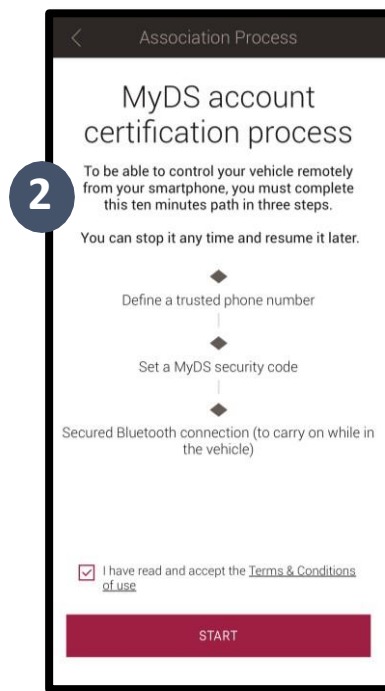 Association Process
MyDS account
certification process
To be able to control your vehicle remotely
from your smartphone, you must complete
this ten minutes path in three steps.
2
You can stop it any time and resume it later.
Define a trusted phone number
Set a MyDS security code
Secured Bluetooth connection (to carry on while in
the vehicle)
I have read and accept the Terms & Conditions
of use
START